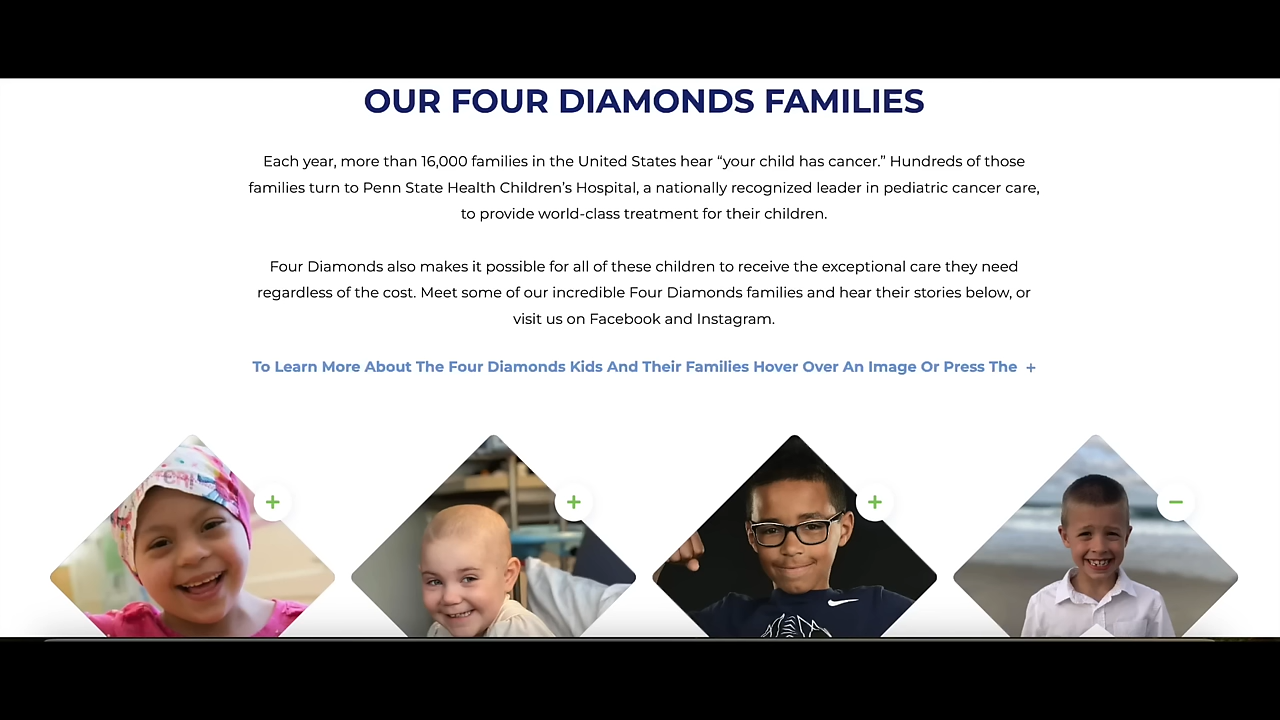 OUR FOUR DIAMONDS FAMILIES
Each year, more than 16,000 families in the United States hear “your child has cancer.” Hundreds of those
families turn to Penn State Health Children’s Hospital, a nationally recognized leader in pediatric cancer care,
to provide world-class treatment for their children.
Four Diamonds also makes it possible for all of these children to receive the exceptional care they need
regardless of the cost. Meet some of our incredible Four Diamonds families and hear their stories below, or
visit us on Facebook and Instagram.
To Learn More About The Four Diamonds Kids And Their Families Hover Over An Image Or Press The +